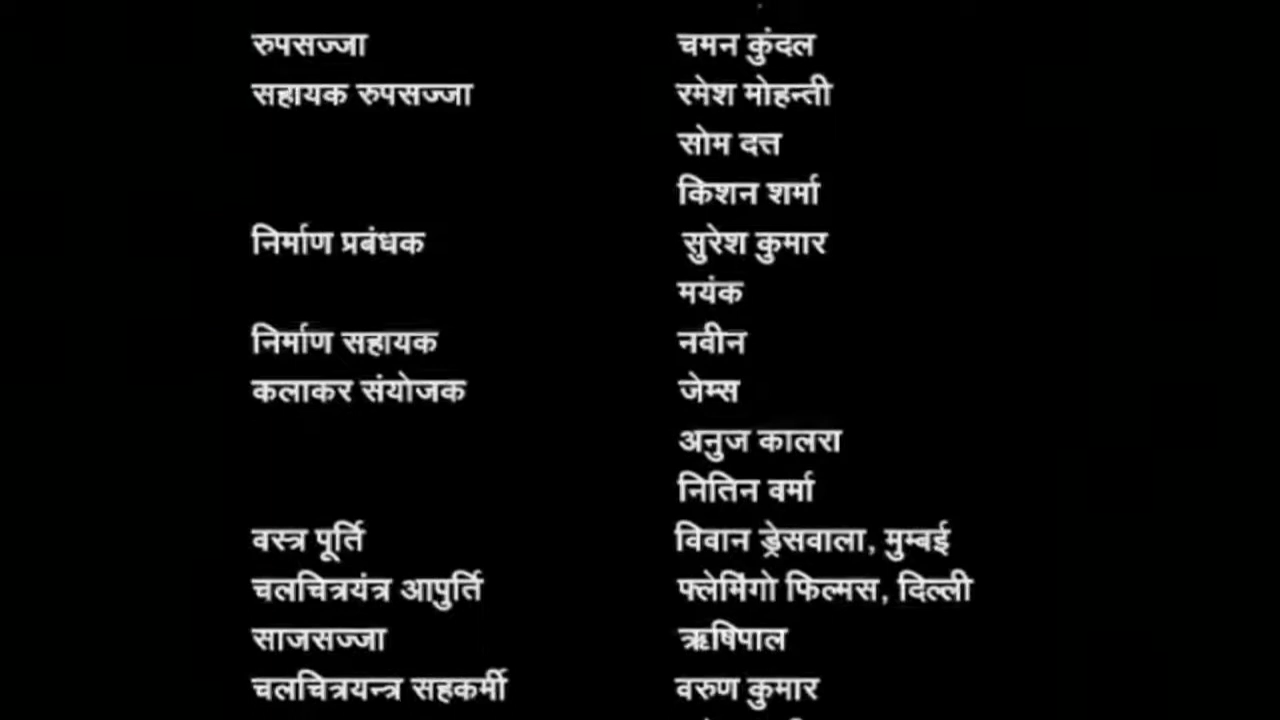 रुपसज्जा चमन कुंदल
सहायक रुपसज्जा रमेश मोहन्ती
सोम दत्त
किशन शर्मा
निर्माण प्रबंधक सुरेश कुमार
मयंक
निर्माण सहायक नवीन
कलाकर संयोजक जेम्स
अनुज कालरा
नितिन वर्मा
वस्त्र पूर्ति विवान ड्रेसवाला, मुम्बई
चलचित्रयंत्र आपुर्ति फ्लेमिंगो फिल्मस, दिल्ली
साजसज्जा ऋषिपाल
चलचित्रयन्त्र सहकर्मी वरुण कुमार